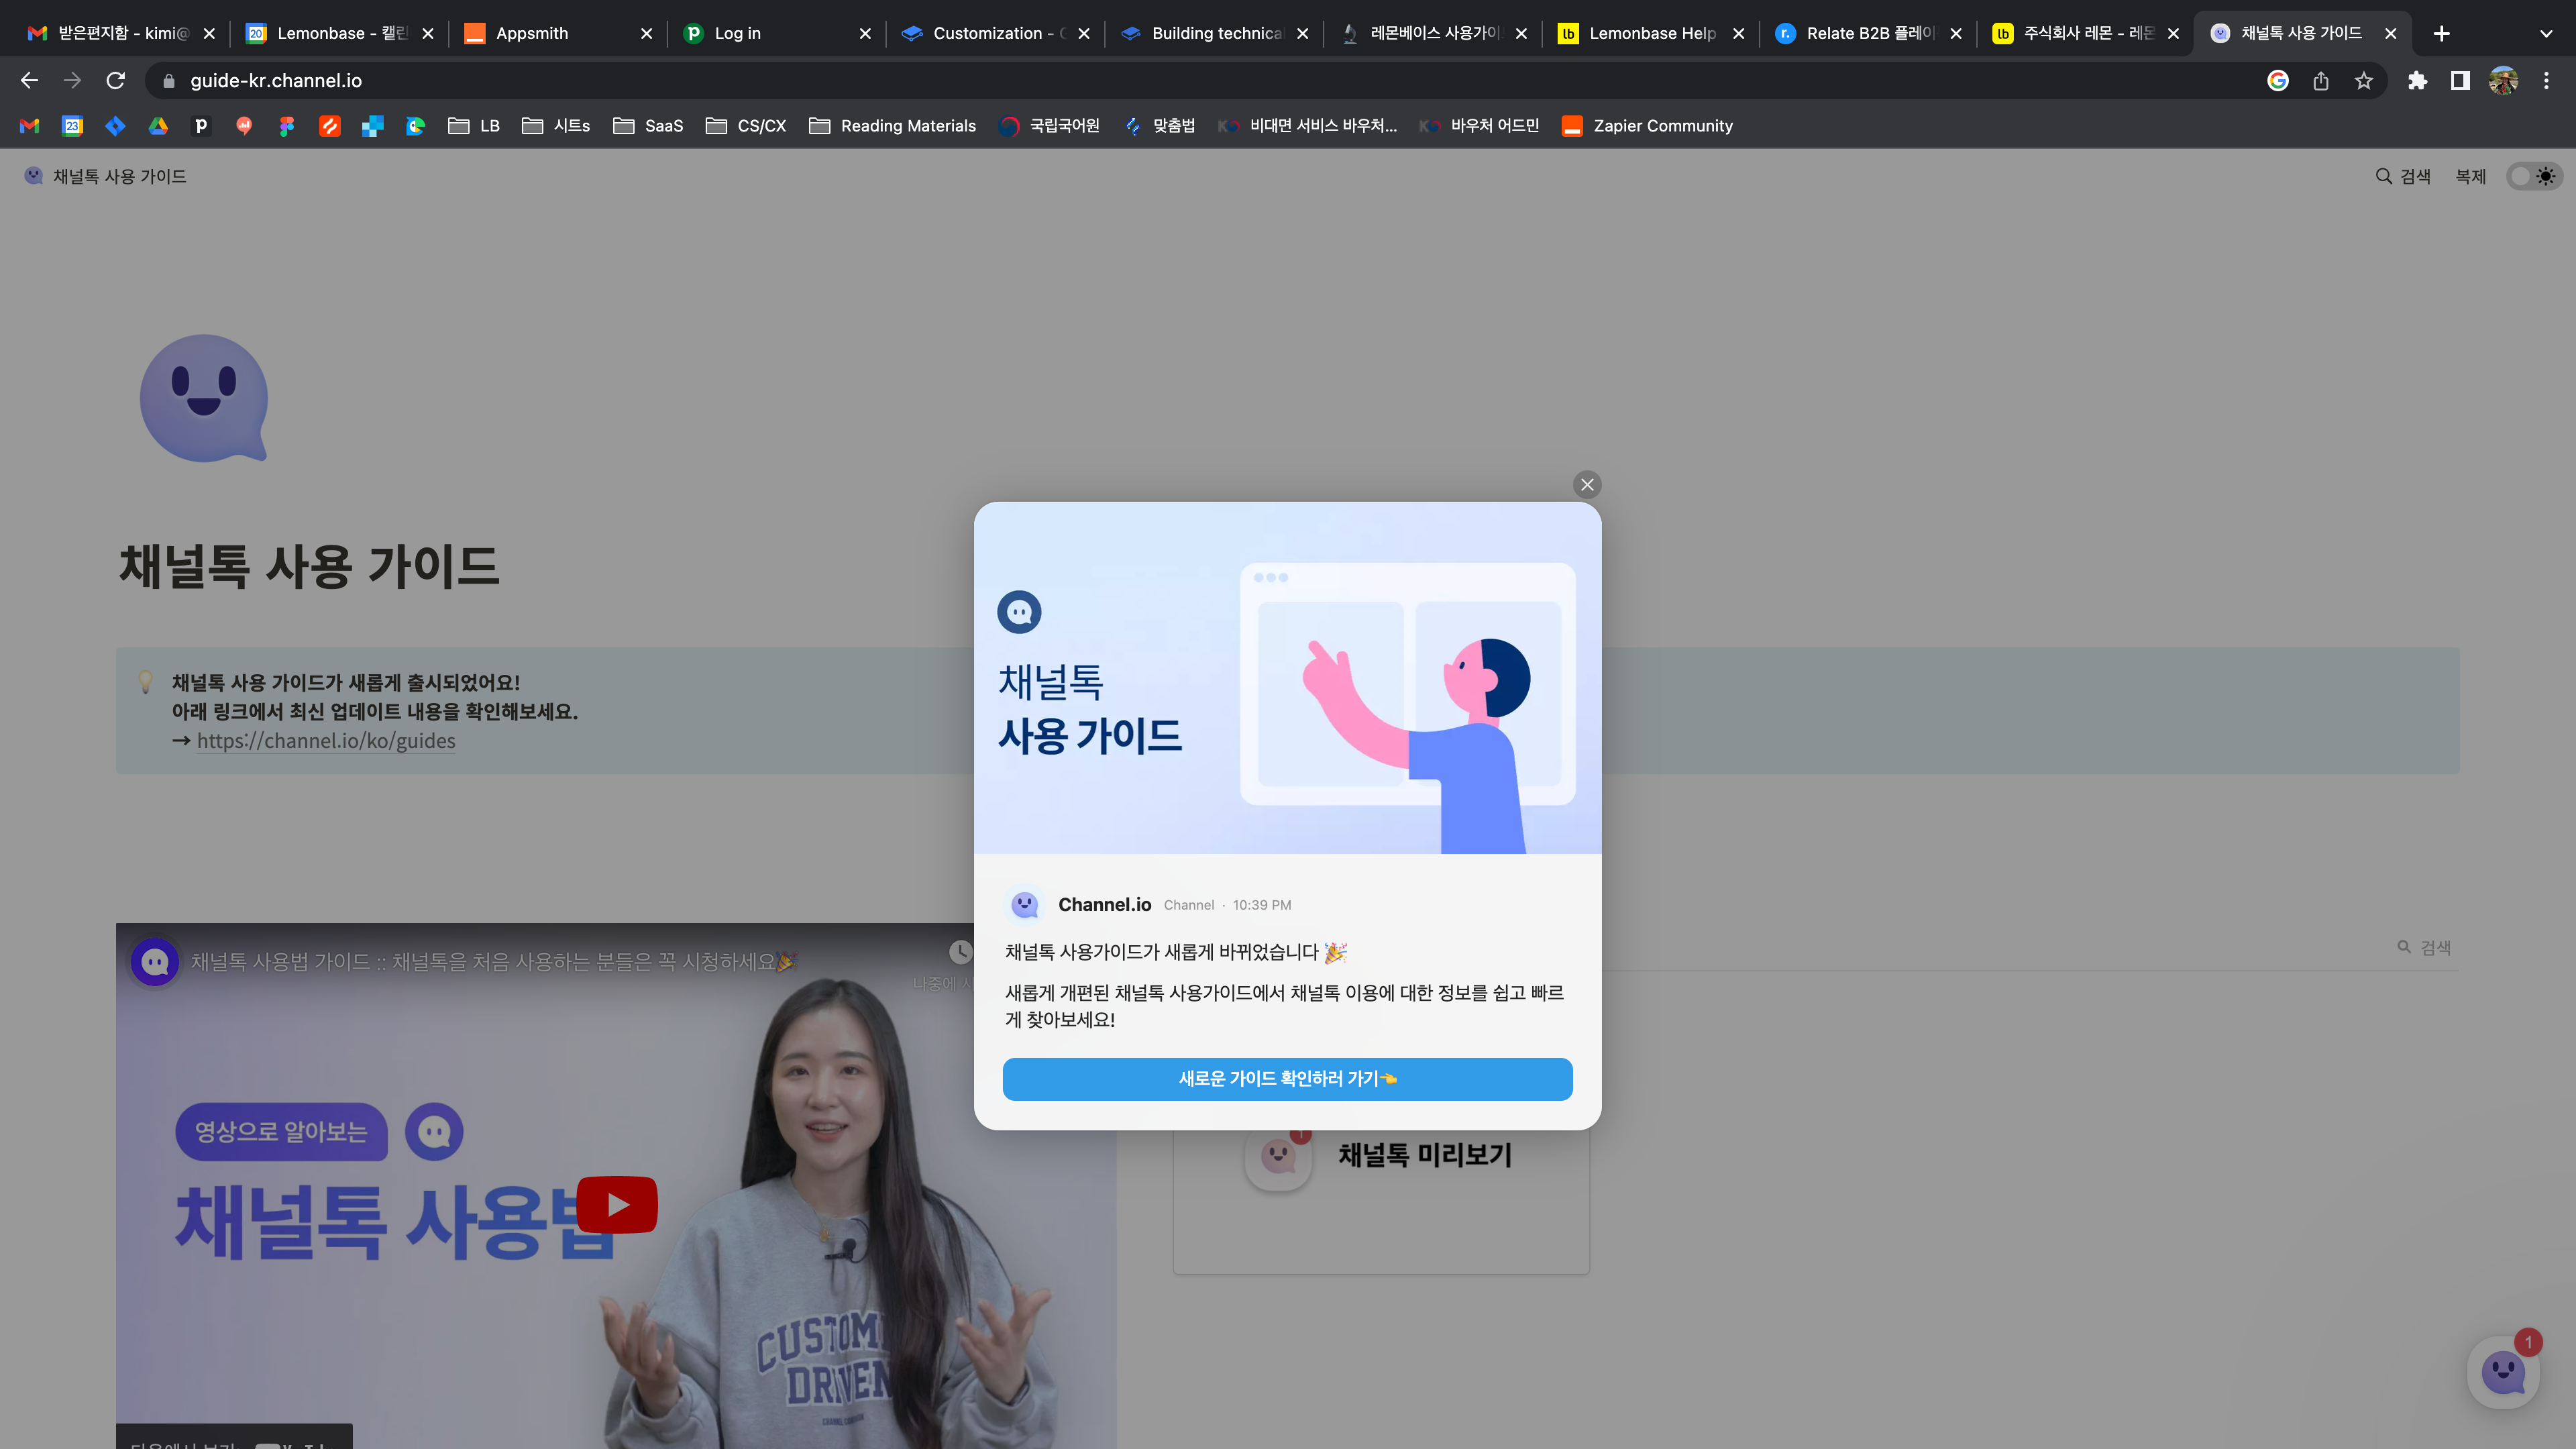 받은편지함 - kimi@
Lemonbase - 캘린
Appsmith
Log in
Customization -
Building technica
레몬베이스 사용가이
Lemonbase Help
Relate B2B 플레이
주식회사 레몬 - 레몬
채널톡 사용 가이드
guide-kr.channel.io
LB
시트s
SaaS
CS/CX
Reading Materials
국립국어원
맞춤법
비대면 서비스 바우처...
바우처 어드민
Zapier Community
채널톡 사용 가이드
검색
복제
채널톡 사용 가이드
채널톡 사용 가이드가 새롭게 출시되었어요!
아래 링크에서 최신 업데이트 내용을 확인해보세요.
→ https://channel.io/ko/guides
채널톡
사용 가이드
Channel.io Channel · 10:39 PM
채널톡 사용가이드가 새롭게 바뀌었습니다 🎉
새롭게 개편된 채널톡 사용가이드에서 채널톡 이용에 대한 정보를 쉽고 빠르
게 찾아보세요!
새로운 가이드 확인하러 가기👈
채널톡 사용법 가이드 :: 채널톡을 처음 사용하는 분들은 꼭 시청하세요🎉
나중에 시
검색
영상으로 알아보는
채널톡 사용법
CUSTOM
DRIVEN
채널톡 미리보기
1